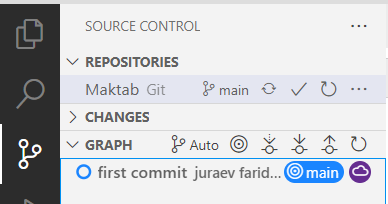 SOURCE CONTROL
REPOSITORIES
Maktab Git main
CHANGES
GRAPH Auto
first commit juraev farid... main